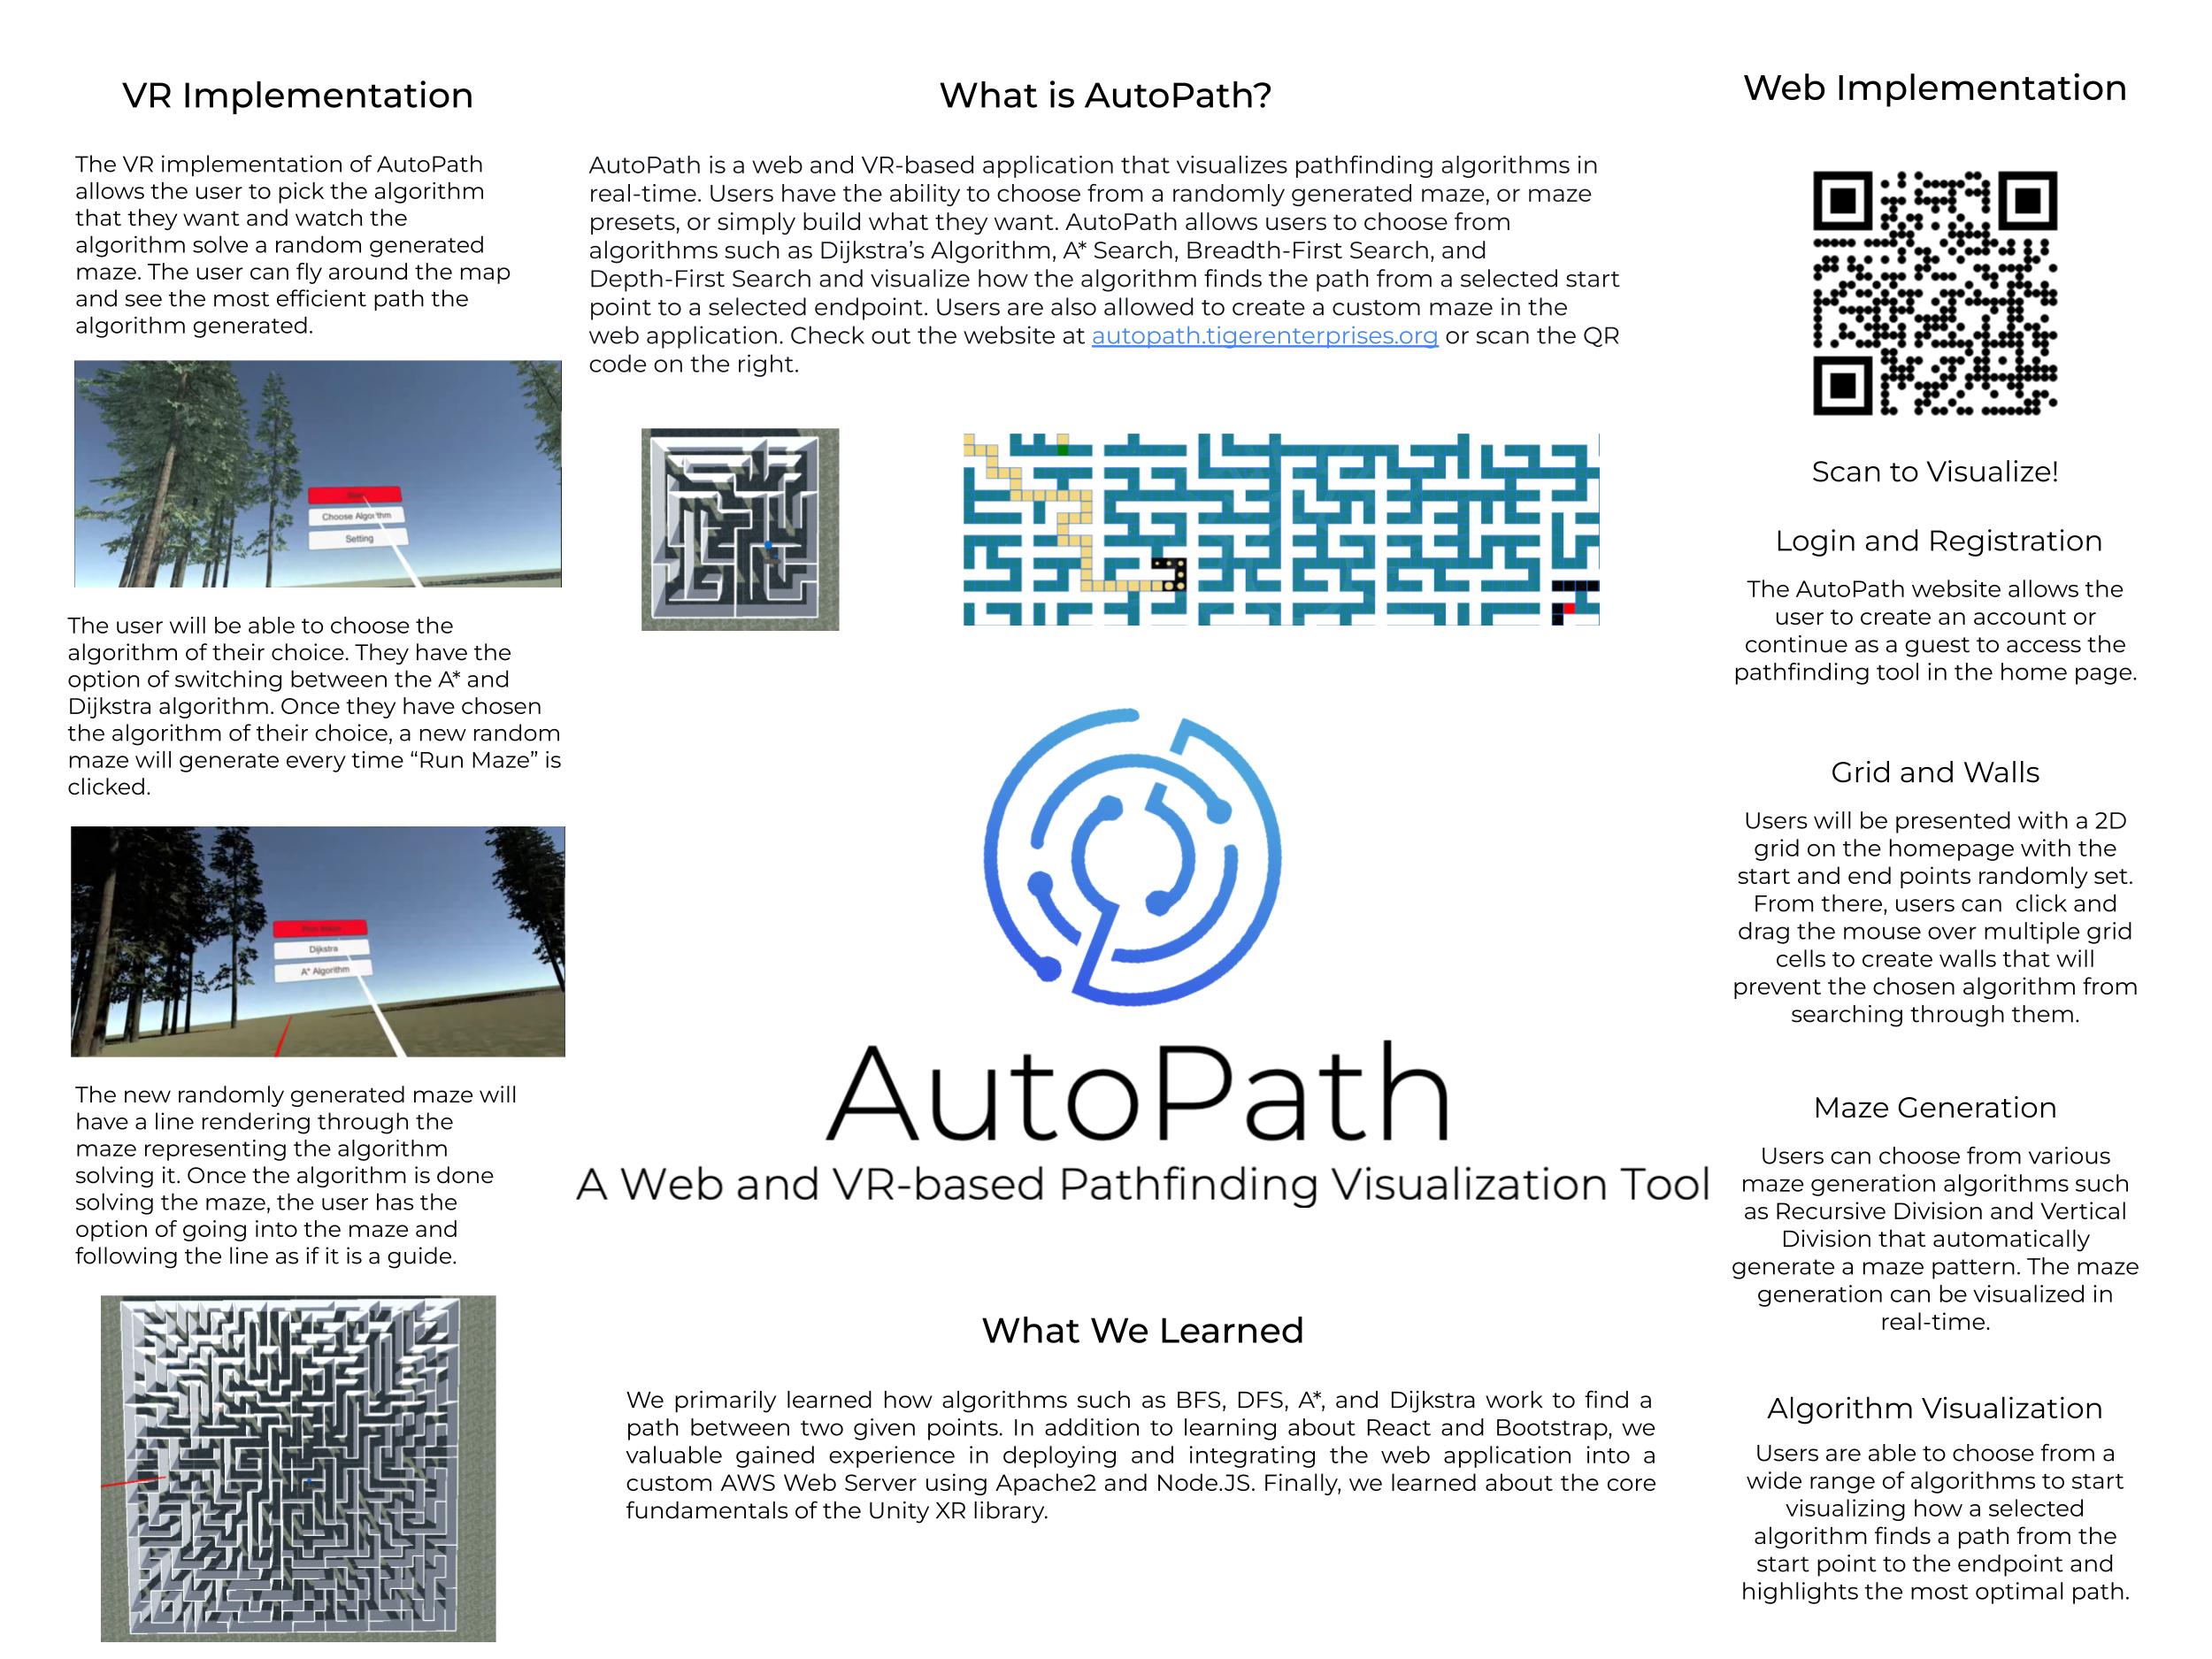 VR Implementation
The VR implementation of AutoPath
allows the user to pick the algorithm
that they want and watch the
algorithm solve a random generated
maze. The user can fly around the map
and see the most efficient path the
algorithm generated.
Choose Algorithm
Setting
The user will be able to choose the
algorithm of their choice. They have the
option of switching between the A* and
Dijkstra algorithm. Once they have chosen
the algorithm of their choice, a new random
maze will generate every time “Run Maze” is
clicked.
Run Maze
Dijkstra
A* Algorithm
The new randomly generated maze will
have a line rendering through the
maze representing the algorithm
solving it. Once the algorithm is done
solving the maze, the user has the
option of going into the maze and
following the line as if it is a guide.
What is AutoPath?
AutoPath is a web and VR-based application that visualizes pathfinding algorithms in
real-time. Users have the ability to choose from a randomly generated maze, or maze
presets, or simply build what they want. AutoPath allows users to choose from
algorithms such as Dijkstra’s Algorithm, A* Search, Breadth-First Search, and
Depth-First Search and visualize how the algorithm finds the path from a selected start
point to a selected endpoint. Users are also allowed to create a custom maze in the
web application. Check out the website at autopath.tigerenterprises.org or scan the QR
code on the right.
AutoPath
A Web and VR-based Pathfinding Visualization Tool
What We Learned
We primarily learned how algorithms such as BFS, DFS, A*, and Dijkstra work to find a
path between two given points. In addition to learning about React and Bootstrap, we
valuable gained experience in deploying and integrating the web application into a
custom AWS Web Server using Apache2 and Node.JS. Finally, we learned about the core
fundamentals of the Unity XR library.
Web Implementation
Scan to Visualize!
Login and Registration
The AutoPath website allows the
user to create an account or
continue as a guest to access the
pathfinding tool in the home page.
Grid and Walls
Users will be presented with a 2D
grid on the homepage with the
start and end points randomly set.
From there, users can  click and
drag the mouse over multiple grid
cells to create walls that will
prevent the chosen algorithm from
searching through them.
Maze Generation
Users can choose from various
maze generation algorithms such
as Recursive Division and Vertical
Division that automatically
generate a maze pattern. The maze
generation can be visualized in
real-time.
Algorithm Visualization
Users are able to choose from a
wide range of algorithms to start
visualizing how a selected
algorithm finds a path from the
start point to the endpoint and
highlights the most optimal path.